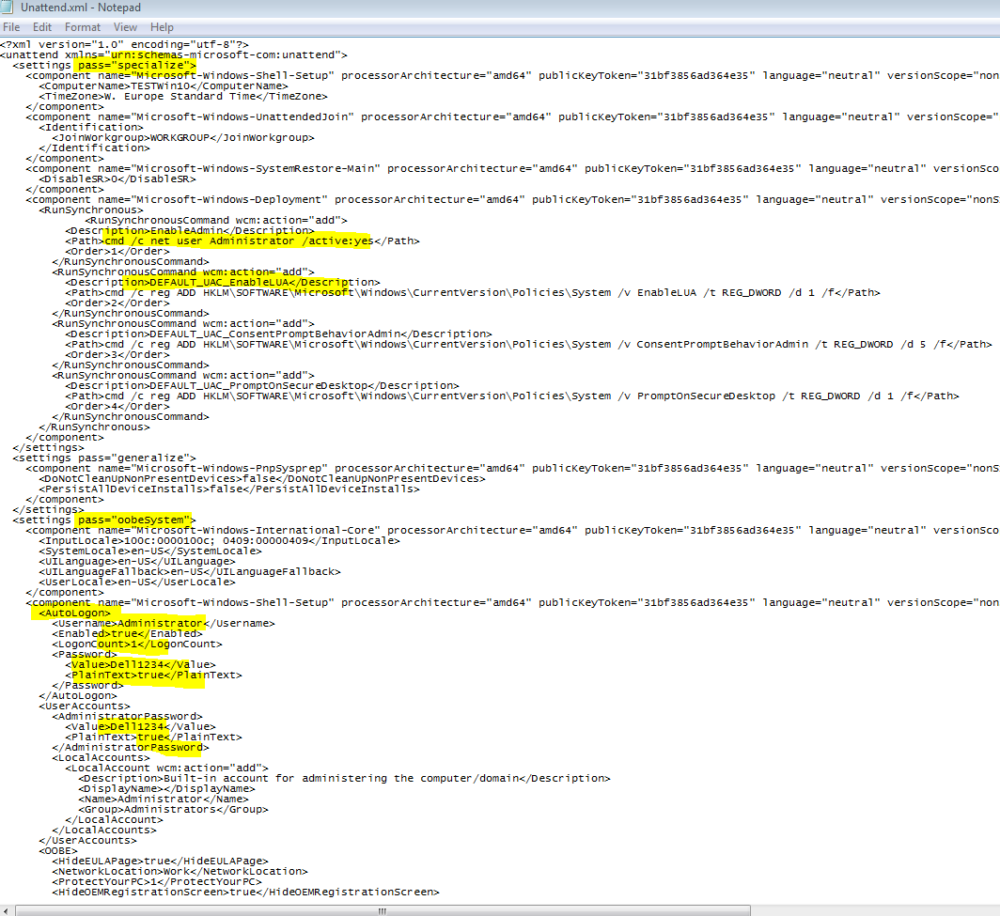 Unattend.xml - Notepad
File Edit Format View Help
<?xml version="1.0" encoding="utf-8"?>
<unattend xmlns="urn:schemas-microsoft-com:unattend">
<settings pass="specialize">
<component name="Microsoft-Windows-Shell-Setup" processorArchitecture="amd64" publicKeyToken="31bf3856ad364e35" language="neutral" versionScope="non
<ComputerName>TESTWin10</ComputerName>
<TimeZone>W. Europe Standard Time</TimeZone>
</component>
<component name="Microsoft-Windows-UnattendedJoin" processorArchitecture="amd64" publicKeyToken="31bf3856ad364e35" language="neutral" versionScope="
<Identification>
<JoinWorkgroup>WORKGROUP</JoinWorkgroup>
</Identification>
</component>
<component name="Microsoft-Windows-SystemRestore-Main" processorArchitecture="amd64" publicKeyToken="31bf3856ad364e35" language="neutral" versionSco
<DisableSR>0</DisableSR>
</component>
<component name="Microsoft-Windows-Deployment" processorArchitecture="amd64" publicKeyToken="31bf3856ad364e35" language="neutral" versionScope="nonS
<RunSynchronous>
<RunSynchronousCommand wcm:action="add">
<Description>EnableAdmin</Description>
<Path>cmd /c net user Administrator /active:yes</Path>
<Order>1</Order>
</RunSynchronousCommand>
<RunSynchronousCommand wcm:action="add">
<Description>DEFAULT_UAC_EnableLUA</Description>
<Path>cmd /c reg ADD HKLM\SOFTWARE\Microsoft\Windows\CurrentVersion\Policies\System /v EnableLUA /t REG_DWORD /d 1 /f</Path>
<Order>2</Order>
</RunSynchronousCommand>
<RunSynchronousCommand wcm:action="add">
<Description>DEFAULT_UAC_ConsentPromptBehaviorAdmin</Description>
<Path>cmd /c reg ADD HKLM\SOFTWARE\Microsoft\Windows\CurrentVersion\Policies\System /v ConsentPromptBehaviorAdmin /t REG_DWORD /d 5 /f</Path>
<Order>3</Order>
</RunSynchronousCommand>
<RunSynchronousCommand wcm:action="add">
<Description>DEFAULT_UAC_PromptOnSecureDesktop</Description>
<Path>cmd /c reg ADD HKLM\SOFTWARE\Microsoft\Windows\CurrentVersion\Policies\System /v PromptOnSecureDesktop /t REG_DWORD /d 1 /f</Path>
<Order>4</Order>
</RunSynchronousCommand>
</RunSynchronous>
</component>
</settings>
<settings pass="generalize">
<component name="Microsoft-Windows-PnpSysprep" processorArchitecture="amd64" publicKeyToken="31bf3856ad364e35" language="neutral" versionScope="nonS
<DoNotCleanUpNonPresentDevices>false</DoNotCleanUpNonPresentDevices>
<PersistAllDeviceInstalls>false</PersistAllDeviceInstalls>
</component>
</settings>
<settings pass="oobeSystem">
<component name="Microsoft-Windows-International-Core" processorArchitecture="amd64" publicKeyToken="31bf3856ad364e35" language="neutral" versionSco
<InputLocale>100c:0000100c; 0409:00000409</InputLocale>
<SystemLocale>en-US</SystemLocale>
<UILanguage>en-US</UILanguage>
<UILanguageFallback>en-US</UILanguageFallback>
<UserLocale>en-US</UserLocale>
</component>
<component name="Microsoft-Windows-Shell-Setup" processorArchitecture="amd64" publicKeyToken="31bf3856ad364e35" language="neutral" versionScope="non
<AutoLogon>
<Username>Administrator</Username>
<Enabled>true</Enabled>
<LogonCount>1</LogonCount>
<Password>
<Value>Dell1234</Value>
<PlainText>true</PlainText>
</Password>
</AutoLogon>
<UserAccounts>
<AdministratorPassword>
<Value>Dell1234</Value>
<PlainText>true</PlainText>
</AdministratorPassword>
<LocalAccounts>
<LocalAccount wcm:action="add">
<Description>Built-in account for administering the computer/domain</Description>
<DisplayName></DisplayName>
<Name>Administrator</Name>
<Group>Administrators</Group>
</LocalAccount>
</LocalAccounts>
</UserAccounts>
<OOBE>
<HideEULAPage>true</HideEULAPage>
<NetworkLocation>Work</NetworkLocation>
<ProtectYourPC>1</ProtectYourPC>
<HideOEMRegistrationScreen>true</HideOEMRegistrationScreen>